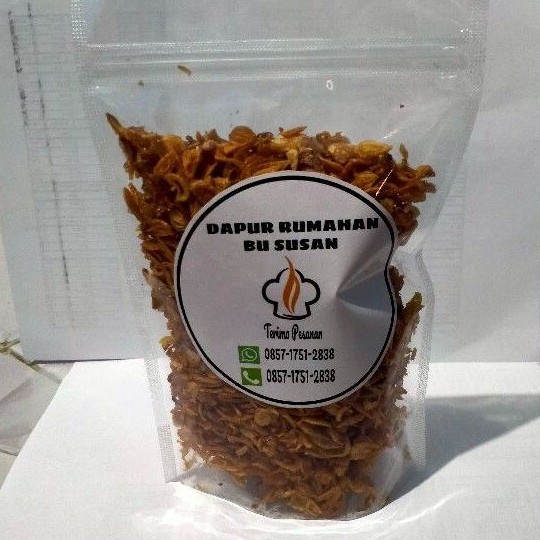 DAPUR RUMAHAN
BU SUSAN
Terima Pesanan
0857-1751-2838
0857-1751-2838